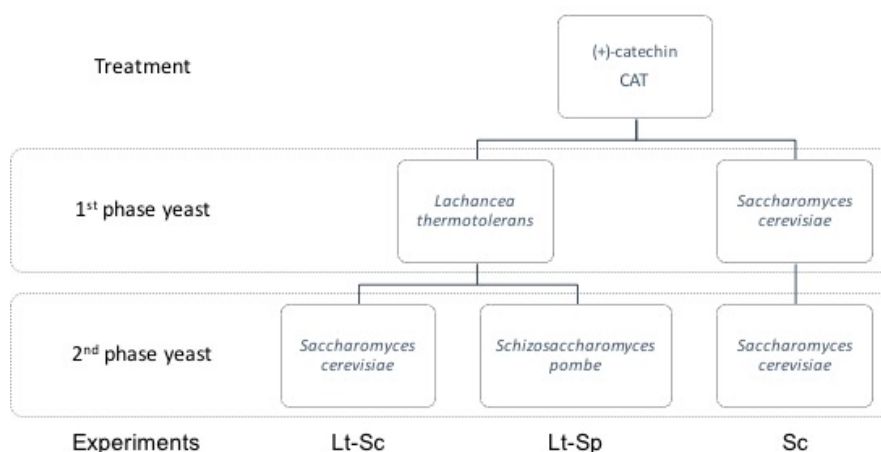 Treatment
(+)-catechin
CAT
1st phase yeast
Lachancea
thermotolerans
Saccharomyces
cerevisiae
2nd phase yeast
Saccharomyces
cerevisiae
Schizosaccharomyces
pombe
Saccharomyces
cerevisiae
Experiments
Lt-Sc
Lt-Sp
Sc